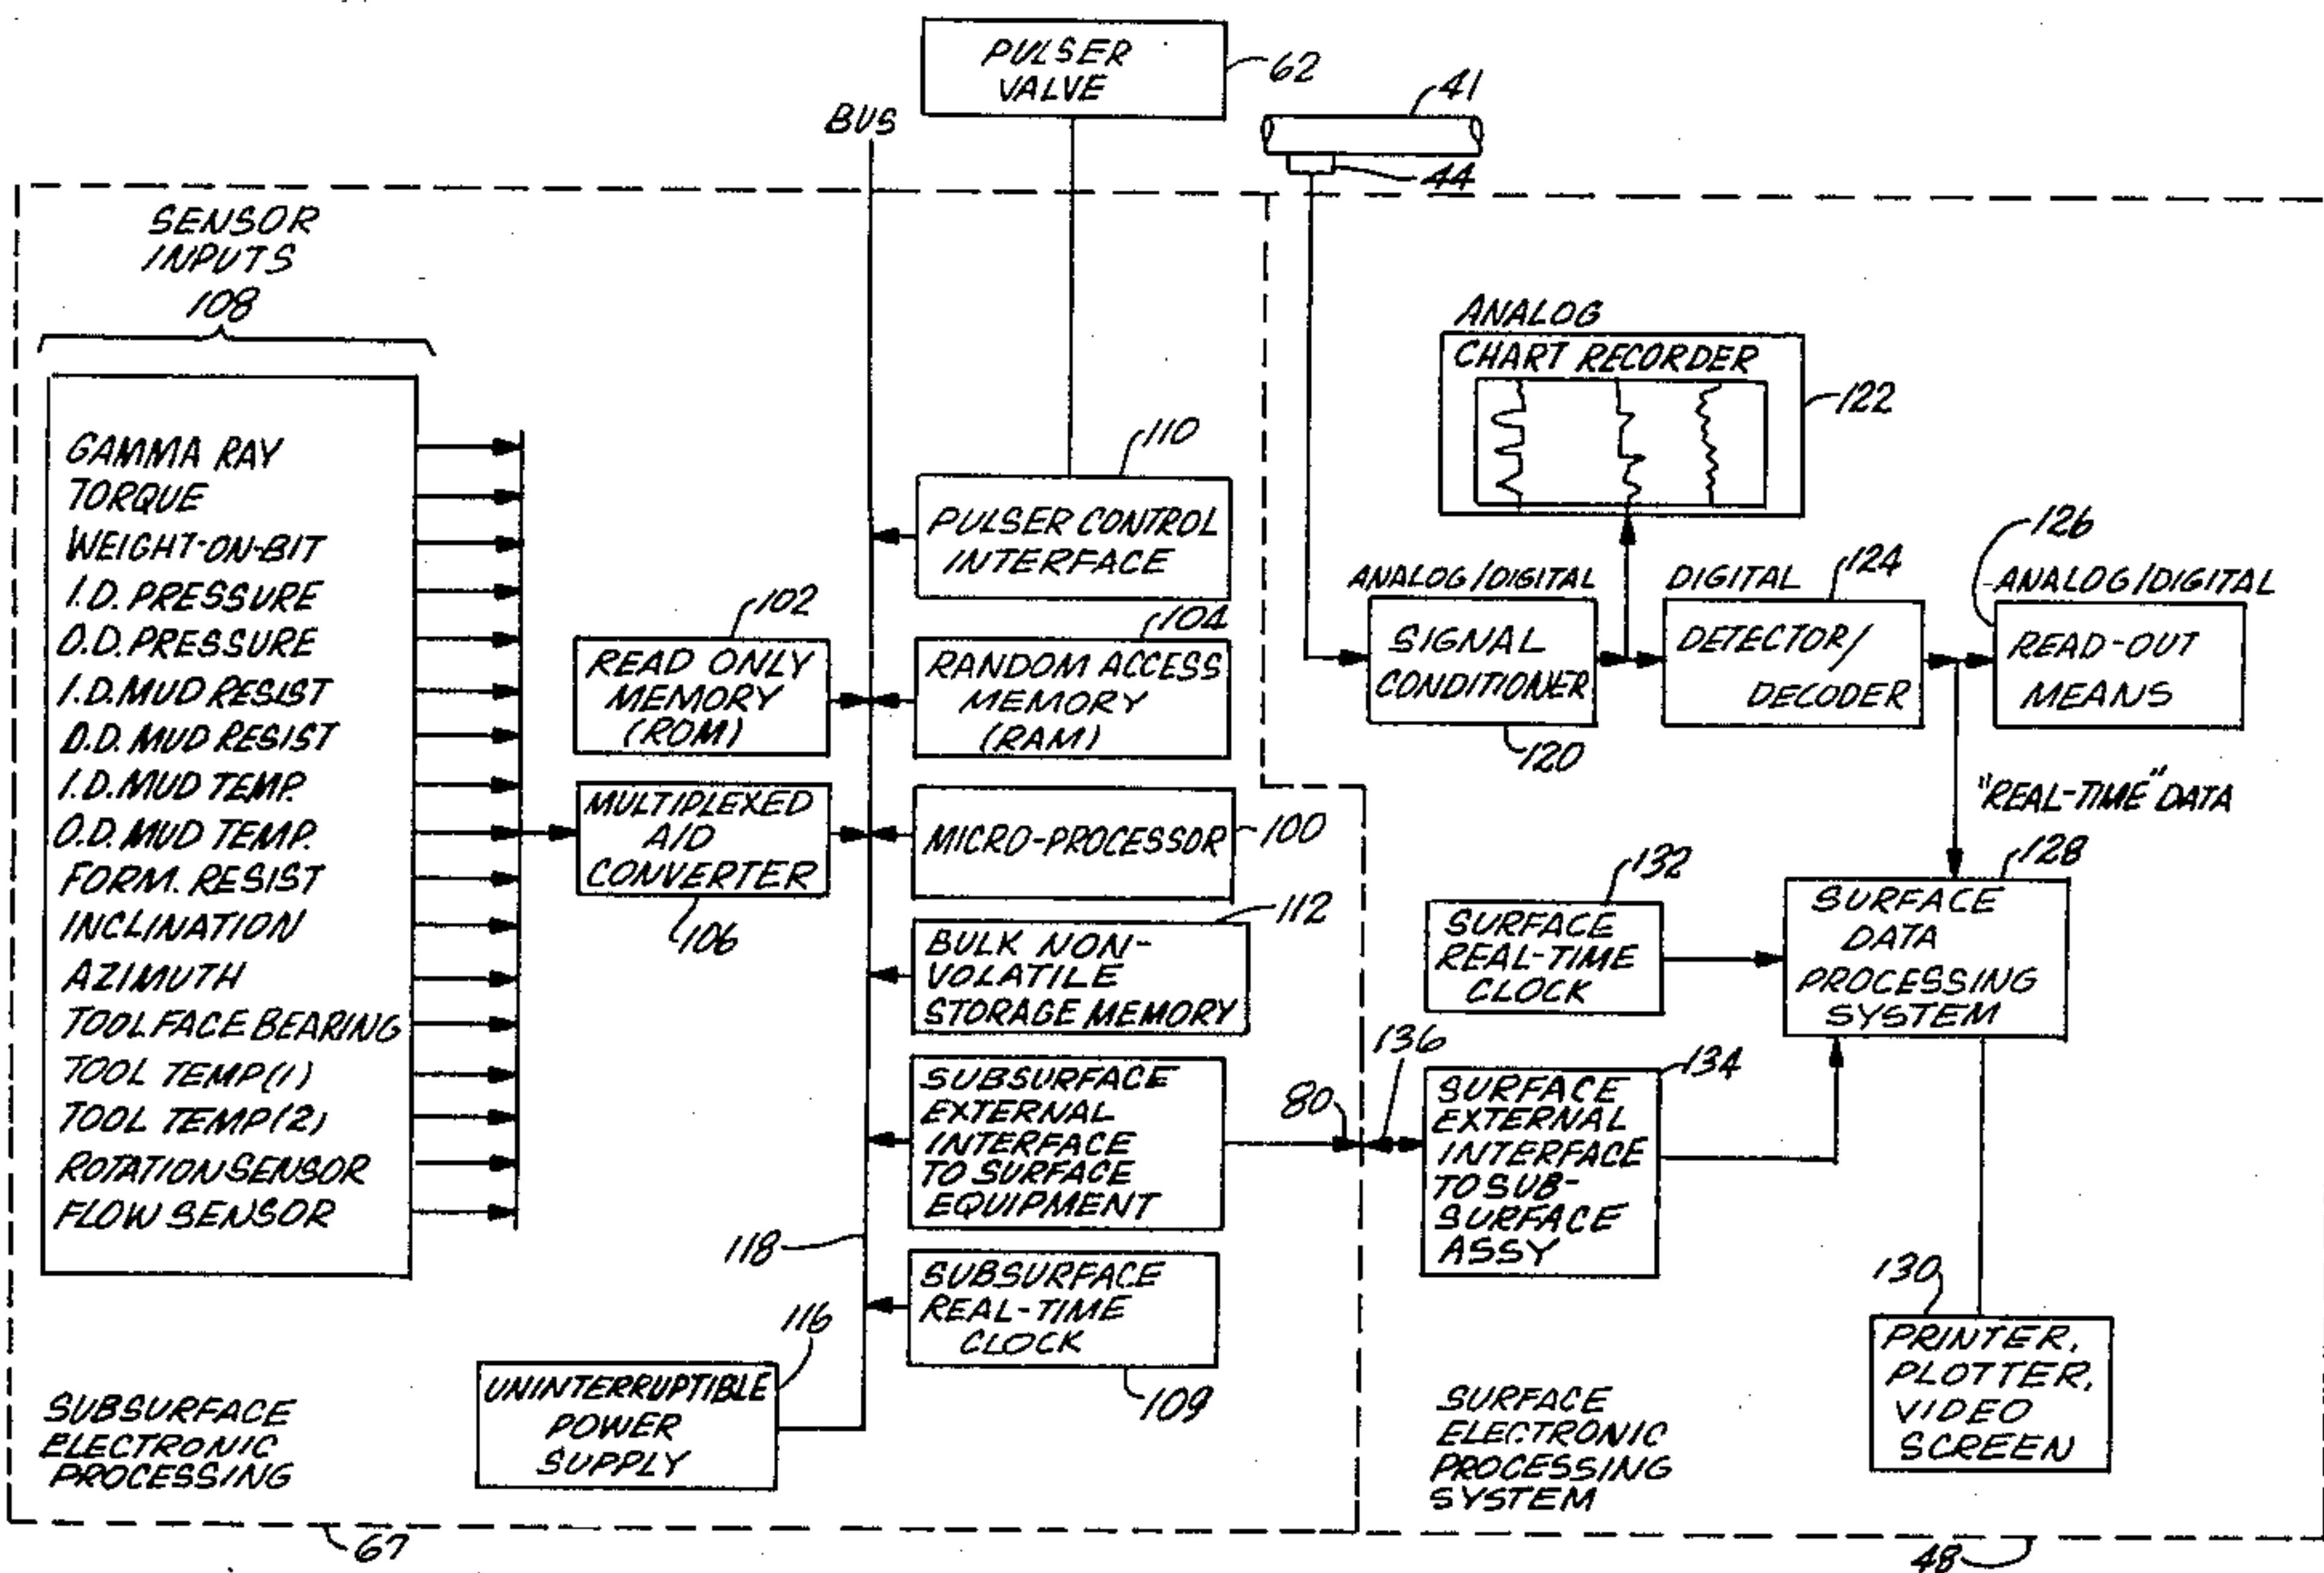 PULSER
VALVE
62
BUS
41
44
SENSOR
INPUTS
108
GAMMA RAY
TORQUE
WEIGHT-ON-BIT
I.D. PRESSURE
O.D. PRESSURE
I.D. MUD RESIST
O.D. MUD RESIST
I.D. MUD TEMP.
O.D. MUD TEMP.
FORM. RESIST
INCLINATION
AZIMUTH
TOOL FACE BEARING
TOOL TEMP (1)
TOOL TEMP (2)
ROTATION SENSOR
FLOW SENSOR
102
READ ONLY
MEMORY
(ROM)
MULTIPLEXED
A/D
CONVERTER
106
110
PULSER CONTROL
INTERFACE
104
RANDOM ACCESS
MEMORY
(RAM)
MICRO-PROCESSOR
100
112
BULK NON-
VOLATILE
STORAGE MEMORY
SUBSURFACE
EXTERNAL
INTERFACE
TO SURFACE
EQUIPMENT
80
118
SUBSURFACE
REAL-TIME
CLOCK
109
116
UNINTERRUPTIBLE
POWER
SUPPLY
SUBSURFACE
ELECTRONIC
PROCESSING
67
ANALOG
CHART RECORDER
122
ANALOG/DIGITAL
SIGNAL
CONDITIONER
120
DIGITAL
124
DETECTOR/
DECODER
126
ANALOG/DIGITAL
READ-OUT
MEANS
"REAL-TIME" DATA
128
SURFACE
DATA
PROCESSING
SYSTEM
132
SURFACE
REAL-TIME
CLOCK
136
134
SURFACE
EXTERNAL
INTERFACE
TO SUB-
SURFACE
ASSY
130
PRINTER,
PLOTTER,
VIDEO
SCREEN
SURFACE
ELECTRONIC
PROCESSING
SYSTEM
48